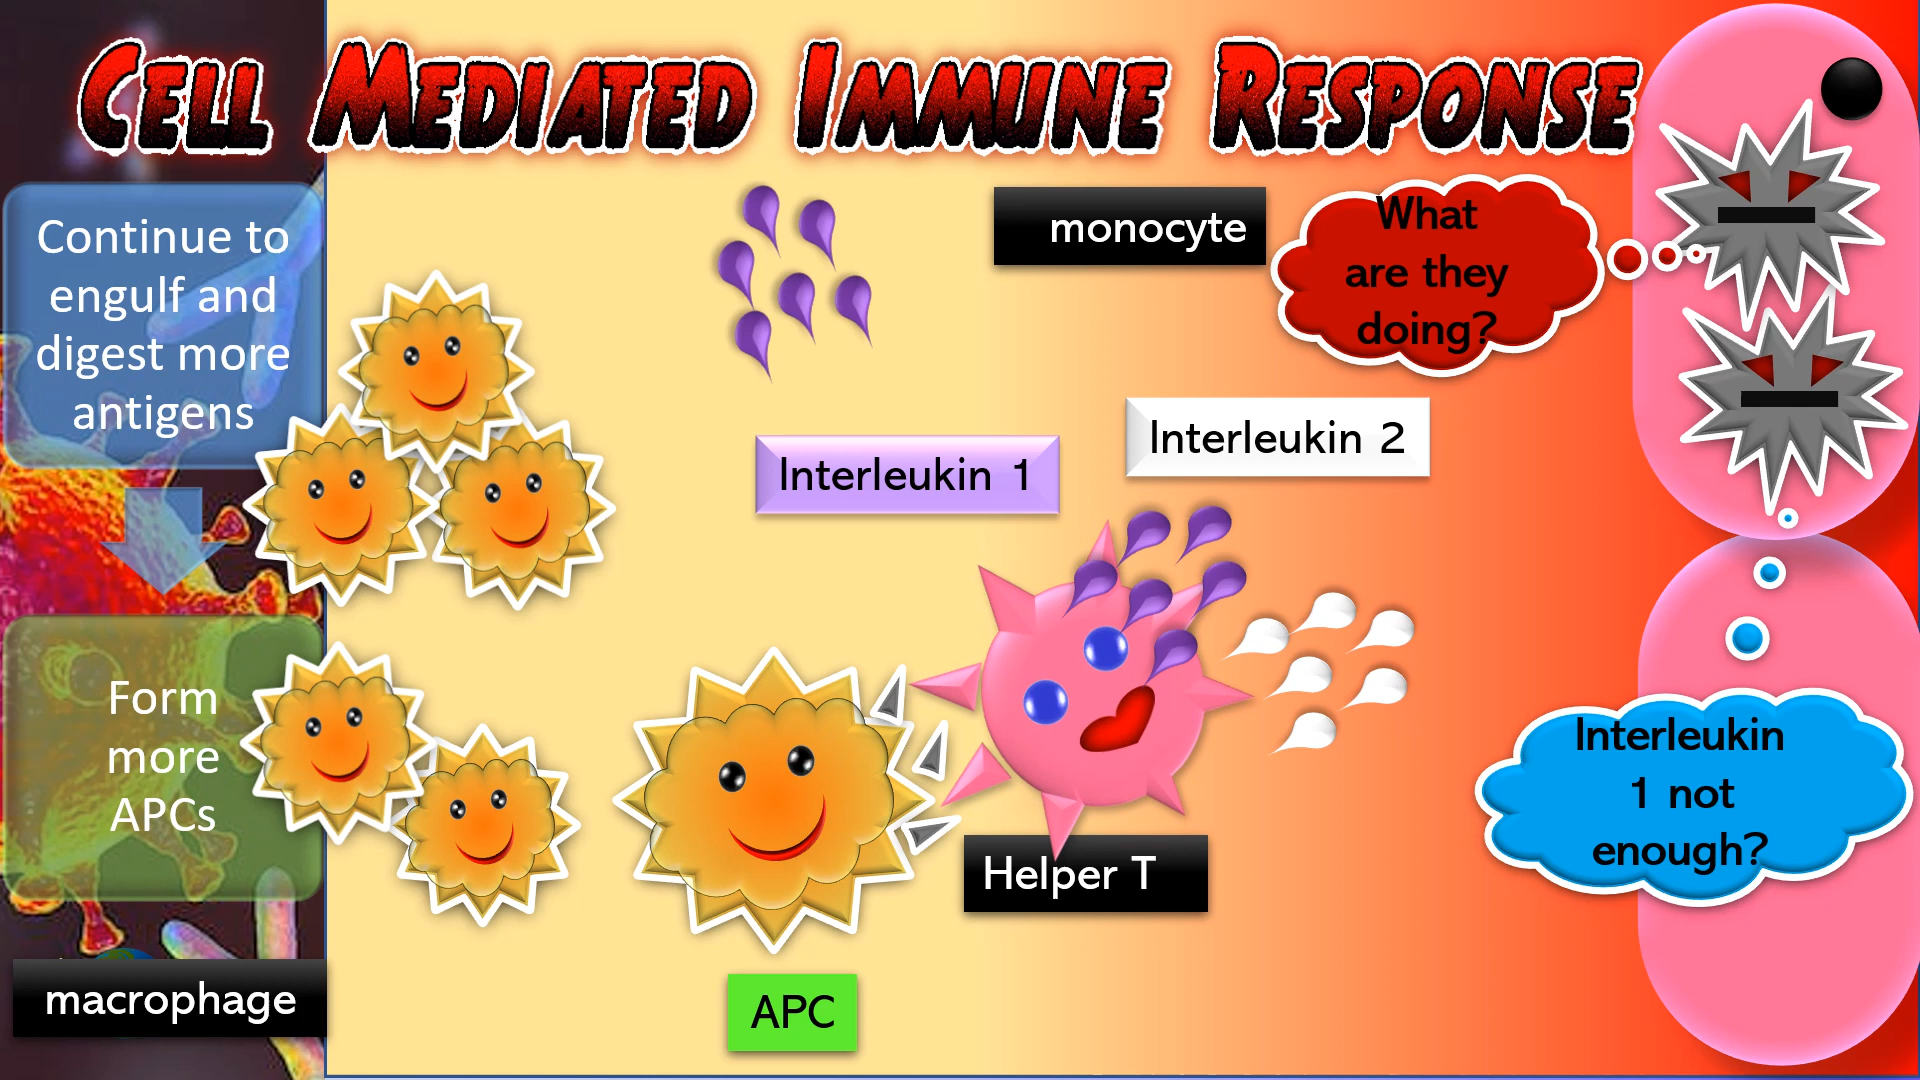 CELL MEDIATED IMMUNE RESPONSE
Continue to
engulf and
digest more
antigens
Form
more
APCs
macrophage
monocyte
What
are they
doing?
Interleukin 1
Interleukin 2
Helper T
APC
Interleukin
1 not
enough?